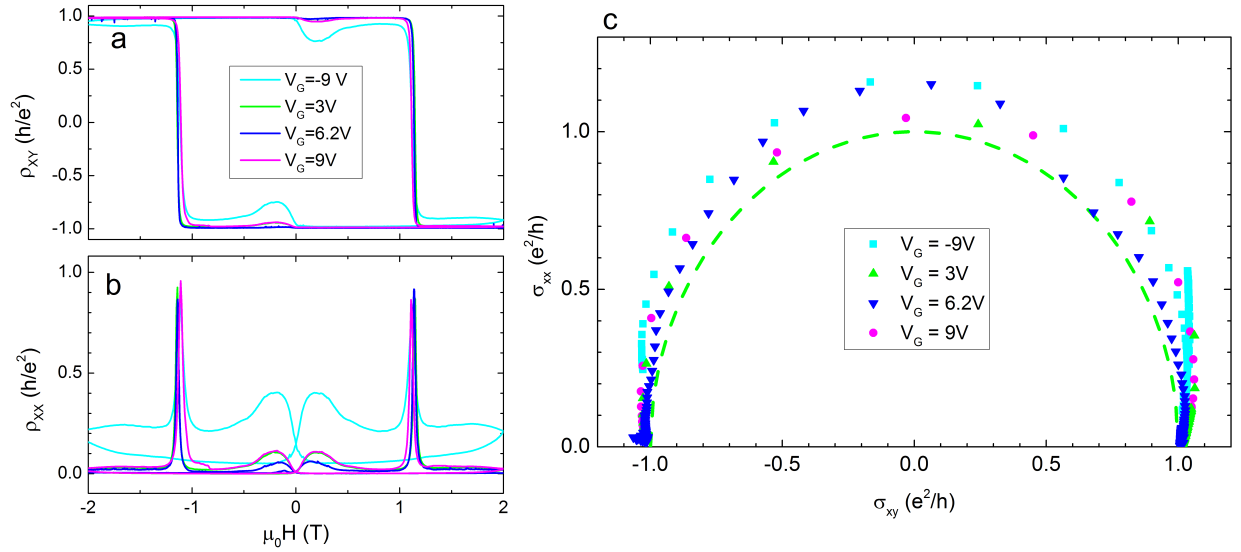 a
1.0
0.5
0.0
-0.5
-1.0
ρXY (h/e²)
VG=-9 V
VG=3V
VG=6.2V
VG=9V
b
1.0
0.5
0.0
ρXX (h/e²)
-2
-1
0
1
2
μ0H (T)
c
1.0
0.5
0.0
σxx (e²/h)
VG = -9V
VG = 3V
VG = 6.2V
VG = 9V
-1.0
-0.5
0.0
0.5
1.0
σxy (e²/h)